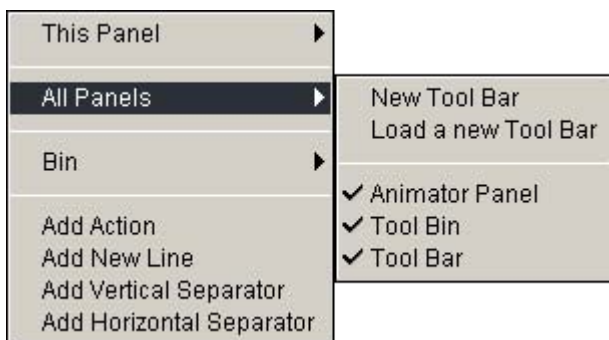 This Panel
All Panels
Bin
Add Action
Add New Line
Add Vertical Separator
Add Horizontal Separator
New Tool Bar
Load a new Tool Bar
Animator Panel
Tool Bin
Tool Bar